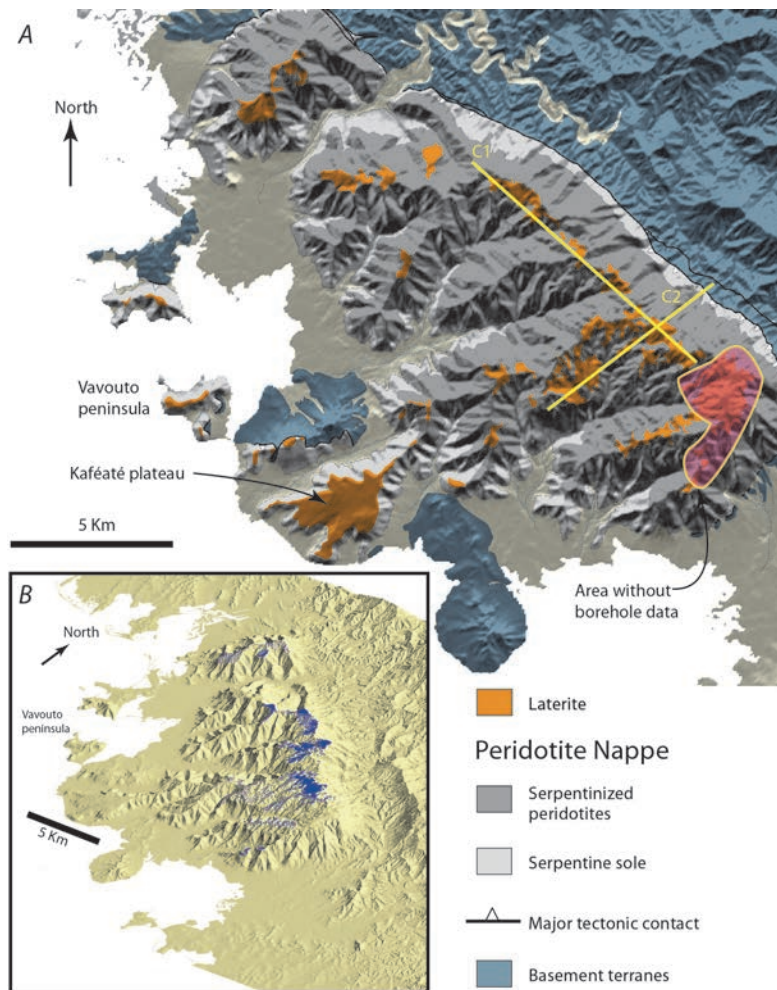 A
North
C1
C2
Vavouto
peninsula
Kaféaté plateau
5 Km
Area without
borehole data
B
North
Vavouto
peninsula
5 Km
Laterite
Peridotite Nappe
Serpentinized
peridotites
Serpentine sole
Major tectonic contact
Basement terranes